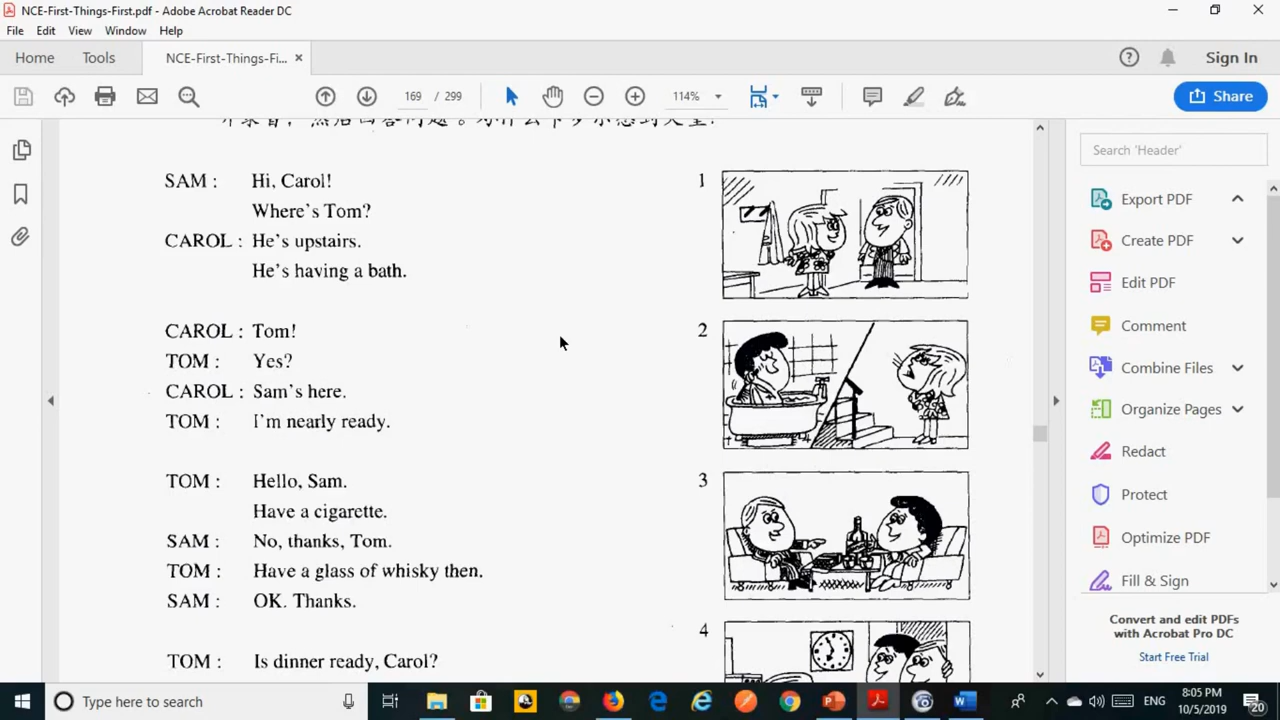 NCE-First-Things-First.pdf - Adobe Acrobat Reader DC
File Edit View Window Help
Home Tools NCE-First-Things-Fi... × Sign In
169 / 299 114% Share
SAM : Hi, Carol!
Where's Tom?
CAROL : He's upstairs.
He's having a bath.
CAROL : Tom!
TOM : Yes?
CAROL : Sam's here.
TOM : I'm nearly ready.
TOM : Hello, Sam.
Have a cigarette.
SAM : No, thanks, Tom.
TOM : Have a glass of whisky then.
SAM : OK. Thanks.
TOM : Is dinner ready, Carol?
1
2
3
4
Search 'Header'
Export PDF
Create PDF
Edit PDF
Comment
Combine Files
Organize Pages
Redact
Protect
Optimize PDF
Fill & Sign
Convert and edit PDFs
with Acrobat Pro DC
Start Free Trial
Type here to search
ENG
8:05 PM
10/5/2019
20